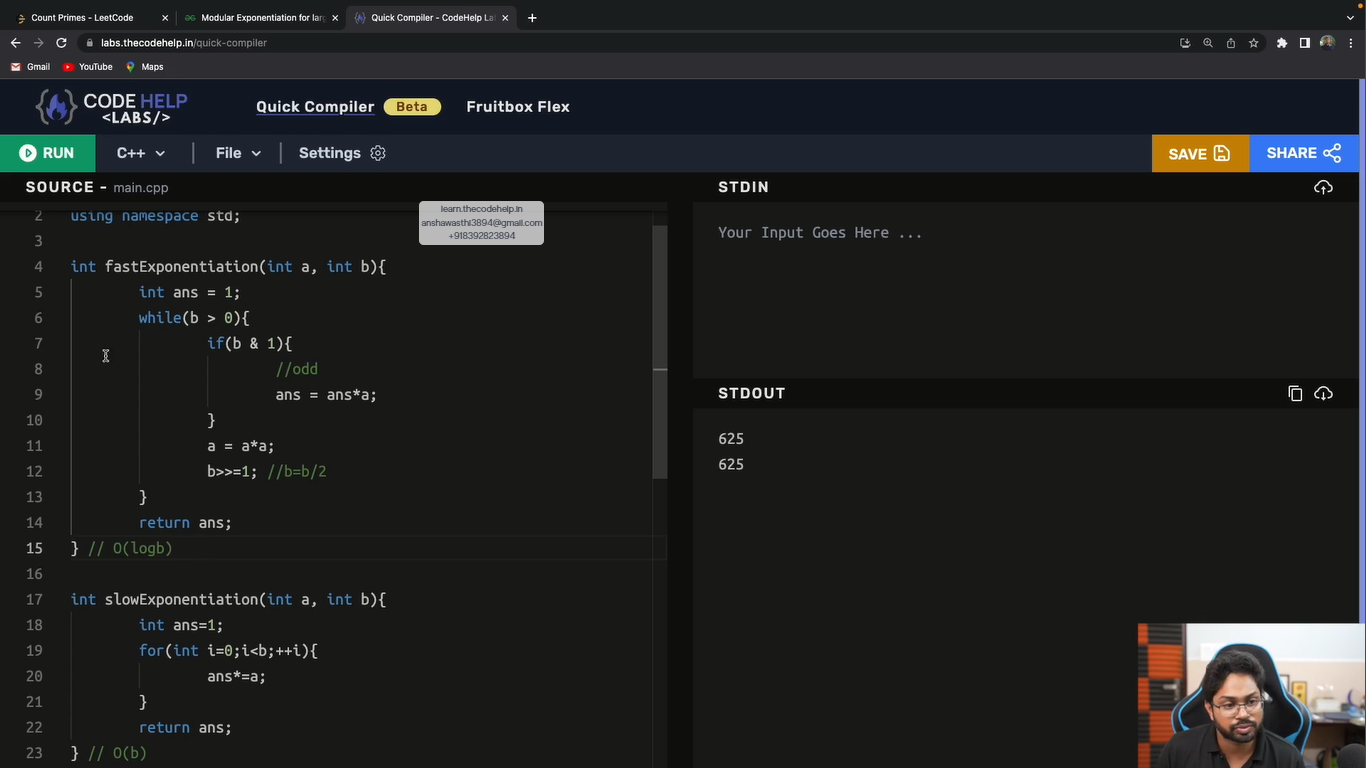 Count Primes - LeetCode
Modular Exponentiation for lar
Quick Compiler - CodeHelp La
labs.thecodehelp.in/quick-compiler
Gmail
YouTube
Maps
CODE HELP
<LABS/>
Quick Compiler
Beta
Fruitbox Flex
RUN
C++
File
Settings
SAVE
SHARE
SOURCE - main.cpp
learn.thecodehelp.in
anshawasthi3894@gmail.com
+918392823894
2 using namespace std;
3
4 int fastExponentiation(int a, int b){
5 int ans = 1;
6 while(b > 0){
7 if(b & 1){
8 //odd
9 ans = ans*a;
10 }
11 a = a*a;
12 b>>=1; //b=b/2
13 }
14 return ans;
15 } // O(logb)
16
17 int slowExponentiation(int a, int b){
18 int ans=1;
19 for(int i=0;i<b;++i){
20 ans*=a;
21 }
22 return ans;
23 } // O(b)
STDIN
Your Input Goes Here ...
STDOUT
625
625